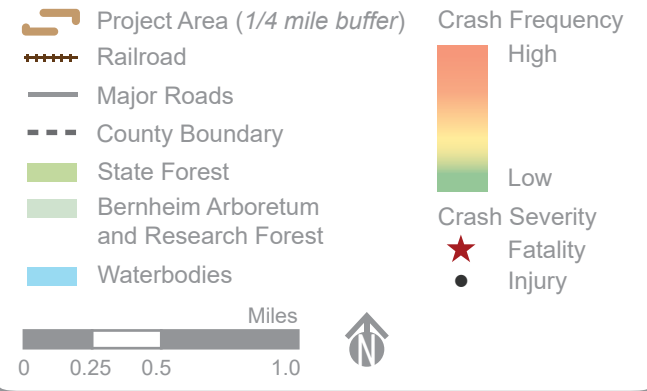 Project Area (1/4 mile buffer)
Railroad
Major Roads
County Boundary
State Forest
Bernheim Arboretum
and Research Forest
Waterbodies
Miles
0 0.25 0.5 1.0
N
Crash Frequency
High
Low
Crash Severity
Fatality
Injury